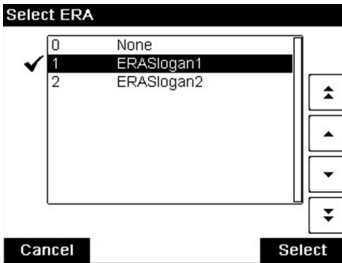 Select ERA
0 None
1 ERASlogan1
2 ERASlogan2
Cancel Select